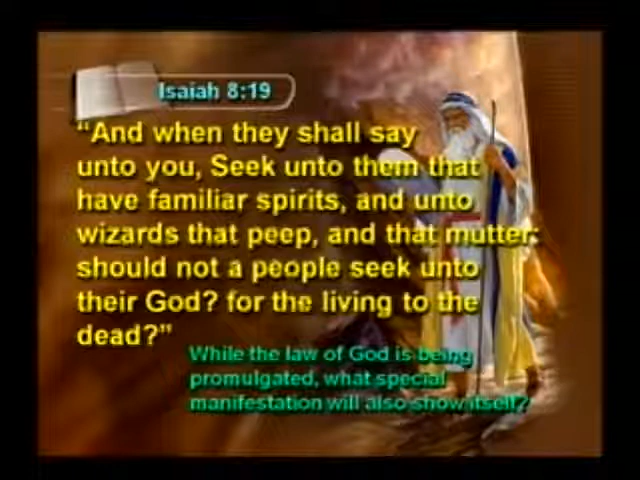 Isaiah 8:19
“And when they shall say
unto you, Seek unto them that
have familiar spirits, and unto
wizards that peep, and that mutter:
should not a people seek unto
their God? for the living to the
dead?”
While the law of God is being
promulgated, what special
manifestation will also show itself?